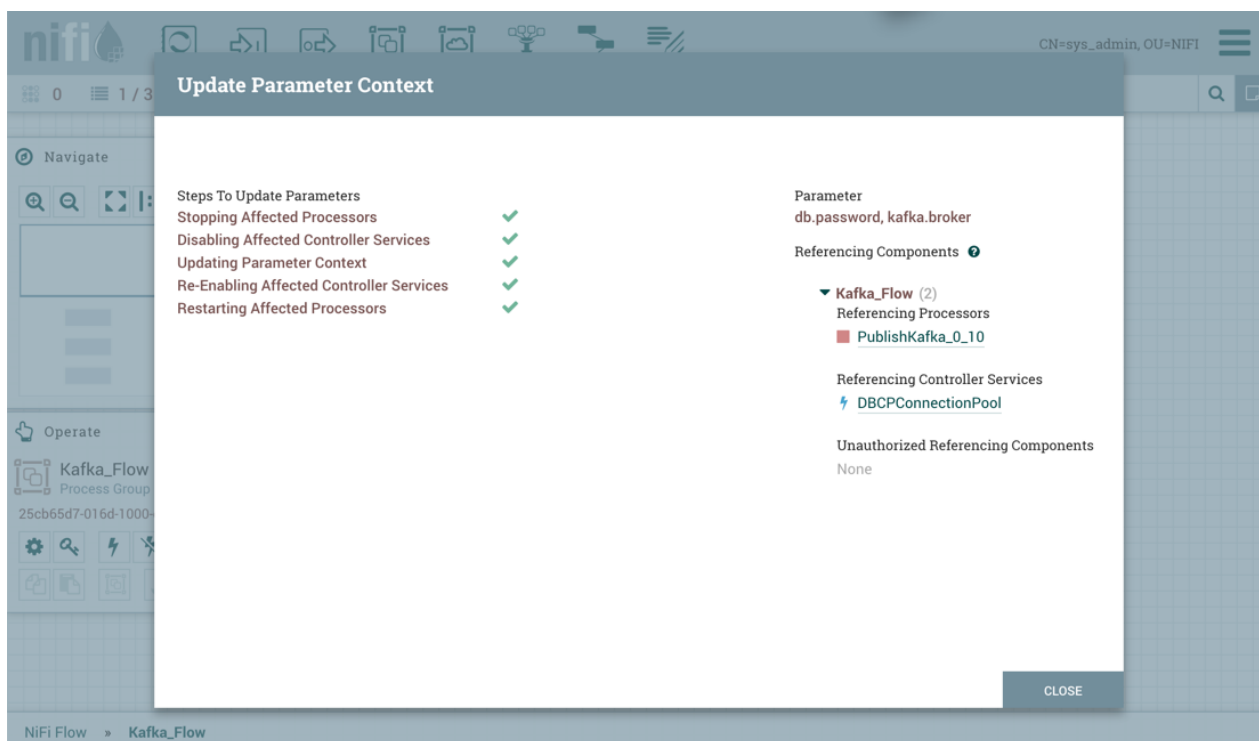 nifi
CN=sys_admin, OU=NIFI
0
1 / 3
Update Parameter Context
Navigate
Steps To Update Parameters
Stopping Affected Processors
Disabling Affected Controller Services
Updating Parameter Context
Re-Enabling Affected Controller Services
Restarting Affected Processors
Parameter
db.password, kafka.broker
Referencing Components
Kafka_Flow (2)
Referencing Processors
PublishKafka_0_10
Referencing Controller Services
DBCPConnectionPool
Unauthorized Referencing Components
None
Operate
Kafka_Flow
Process Group
25cb65d7-016d-1000-
CLOSE
NiFi Flow » Kafka_Flow